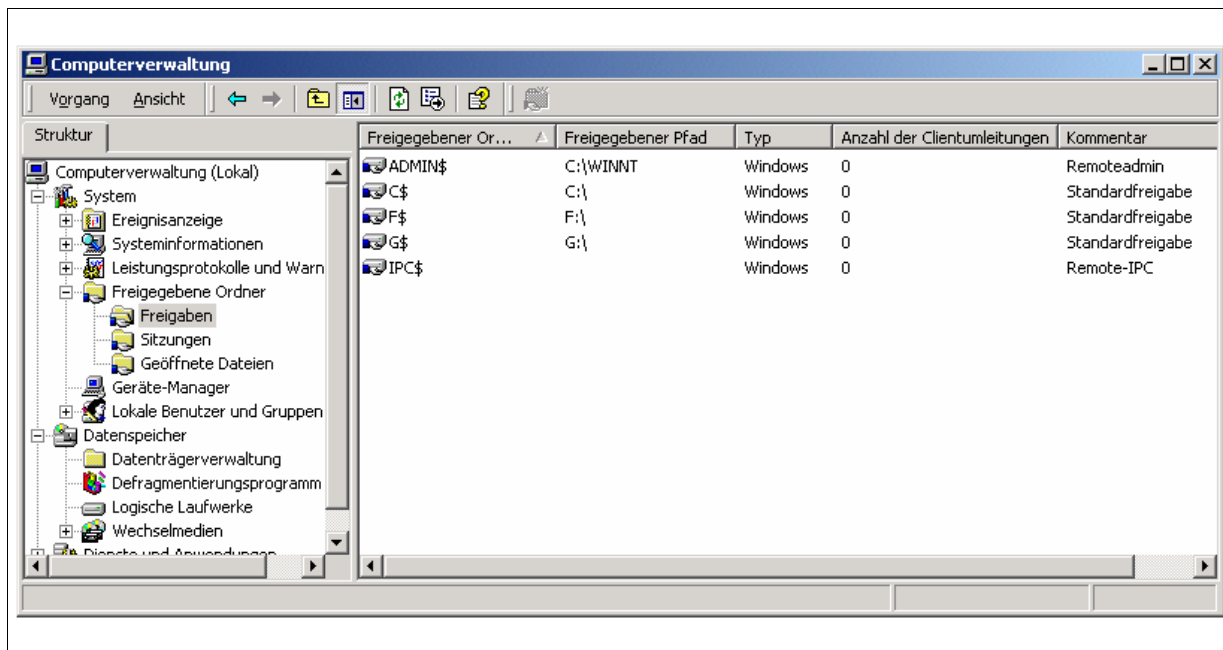 Computerverwaltung
Vorgang Ansicht
Struktur
Computerverwaltung (Lokal)
System
Ereignisanzeige
Systeminformationen
Leistungsprotokolle und Warn
Freigegebene Ordner
Freigaben
Sitzungen
Geöffnete Dateien
Geräte-Manager
Lokale Benutzer und Gruppen
Datenspeicher
Datenträgerverwaltung
Defragmentierungsprogramm
Logische Laufwerke
Wechselmedien
Dienste und Anwendungen
Freigegebener Or... Freigegebener Pfad Typ Anzahl der Clientumleitungen Kommentar
ADMIN$ C:\WINNT Windows 0 Remoteadmin
C$ C:\ Windows 0 Standardfreigabe
F$ F:\ Windows 0 Standardfreigabe
G$ G:\ Windows 0 Standardfreigabe
IPC$ Windows 0 Remote-IPC